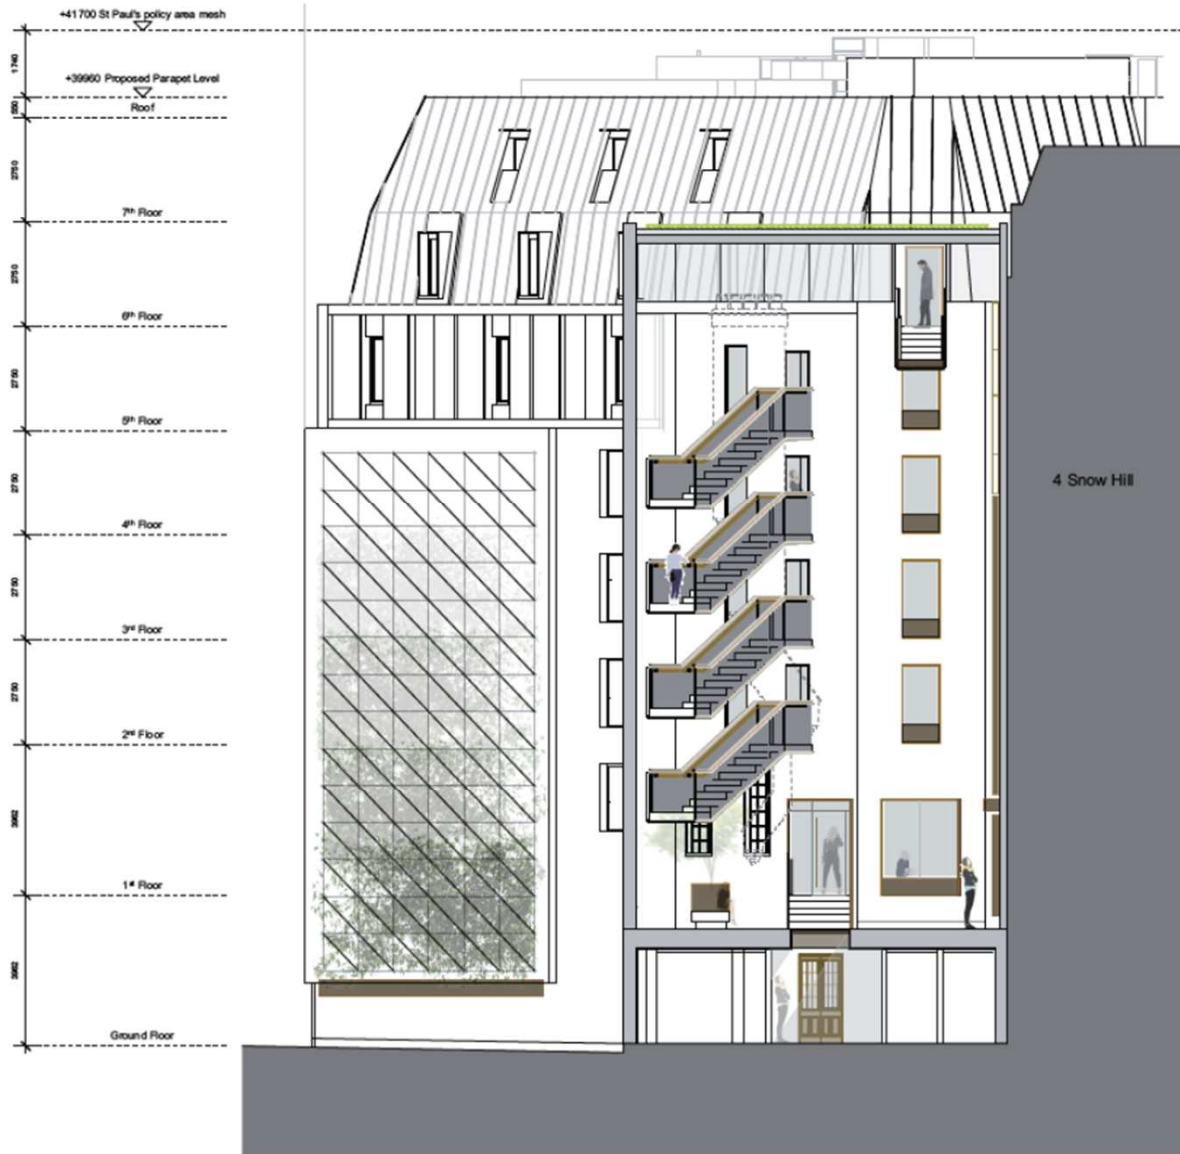 +41700 St Paul's policy area mesh
1740
+39960 Proposed Parapet Level
550
Roof
2750
7th Floor
2750
6th Floor
2750
5th Floor
2750
4th Floor
2750
3rd Floor
2750
2nd Floor
3962
1st Floor
3962
Ground Floor
4 Snow Hill